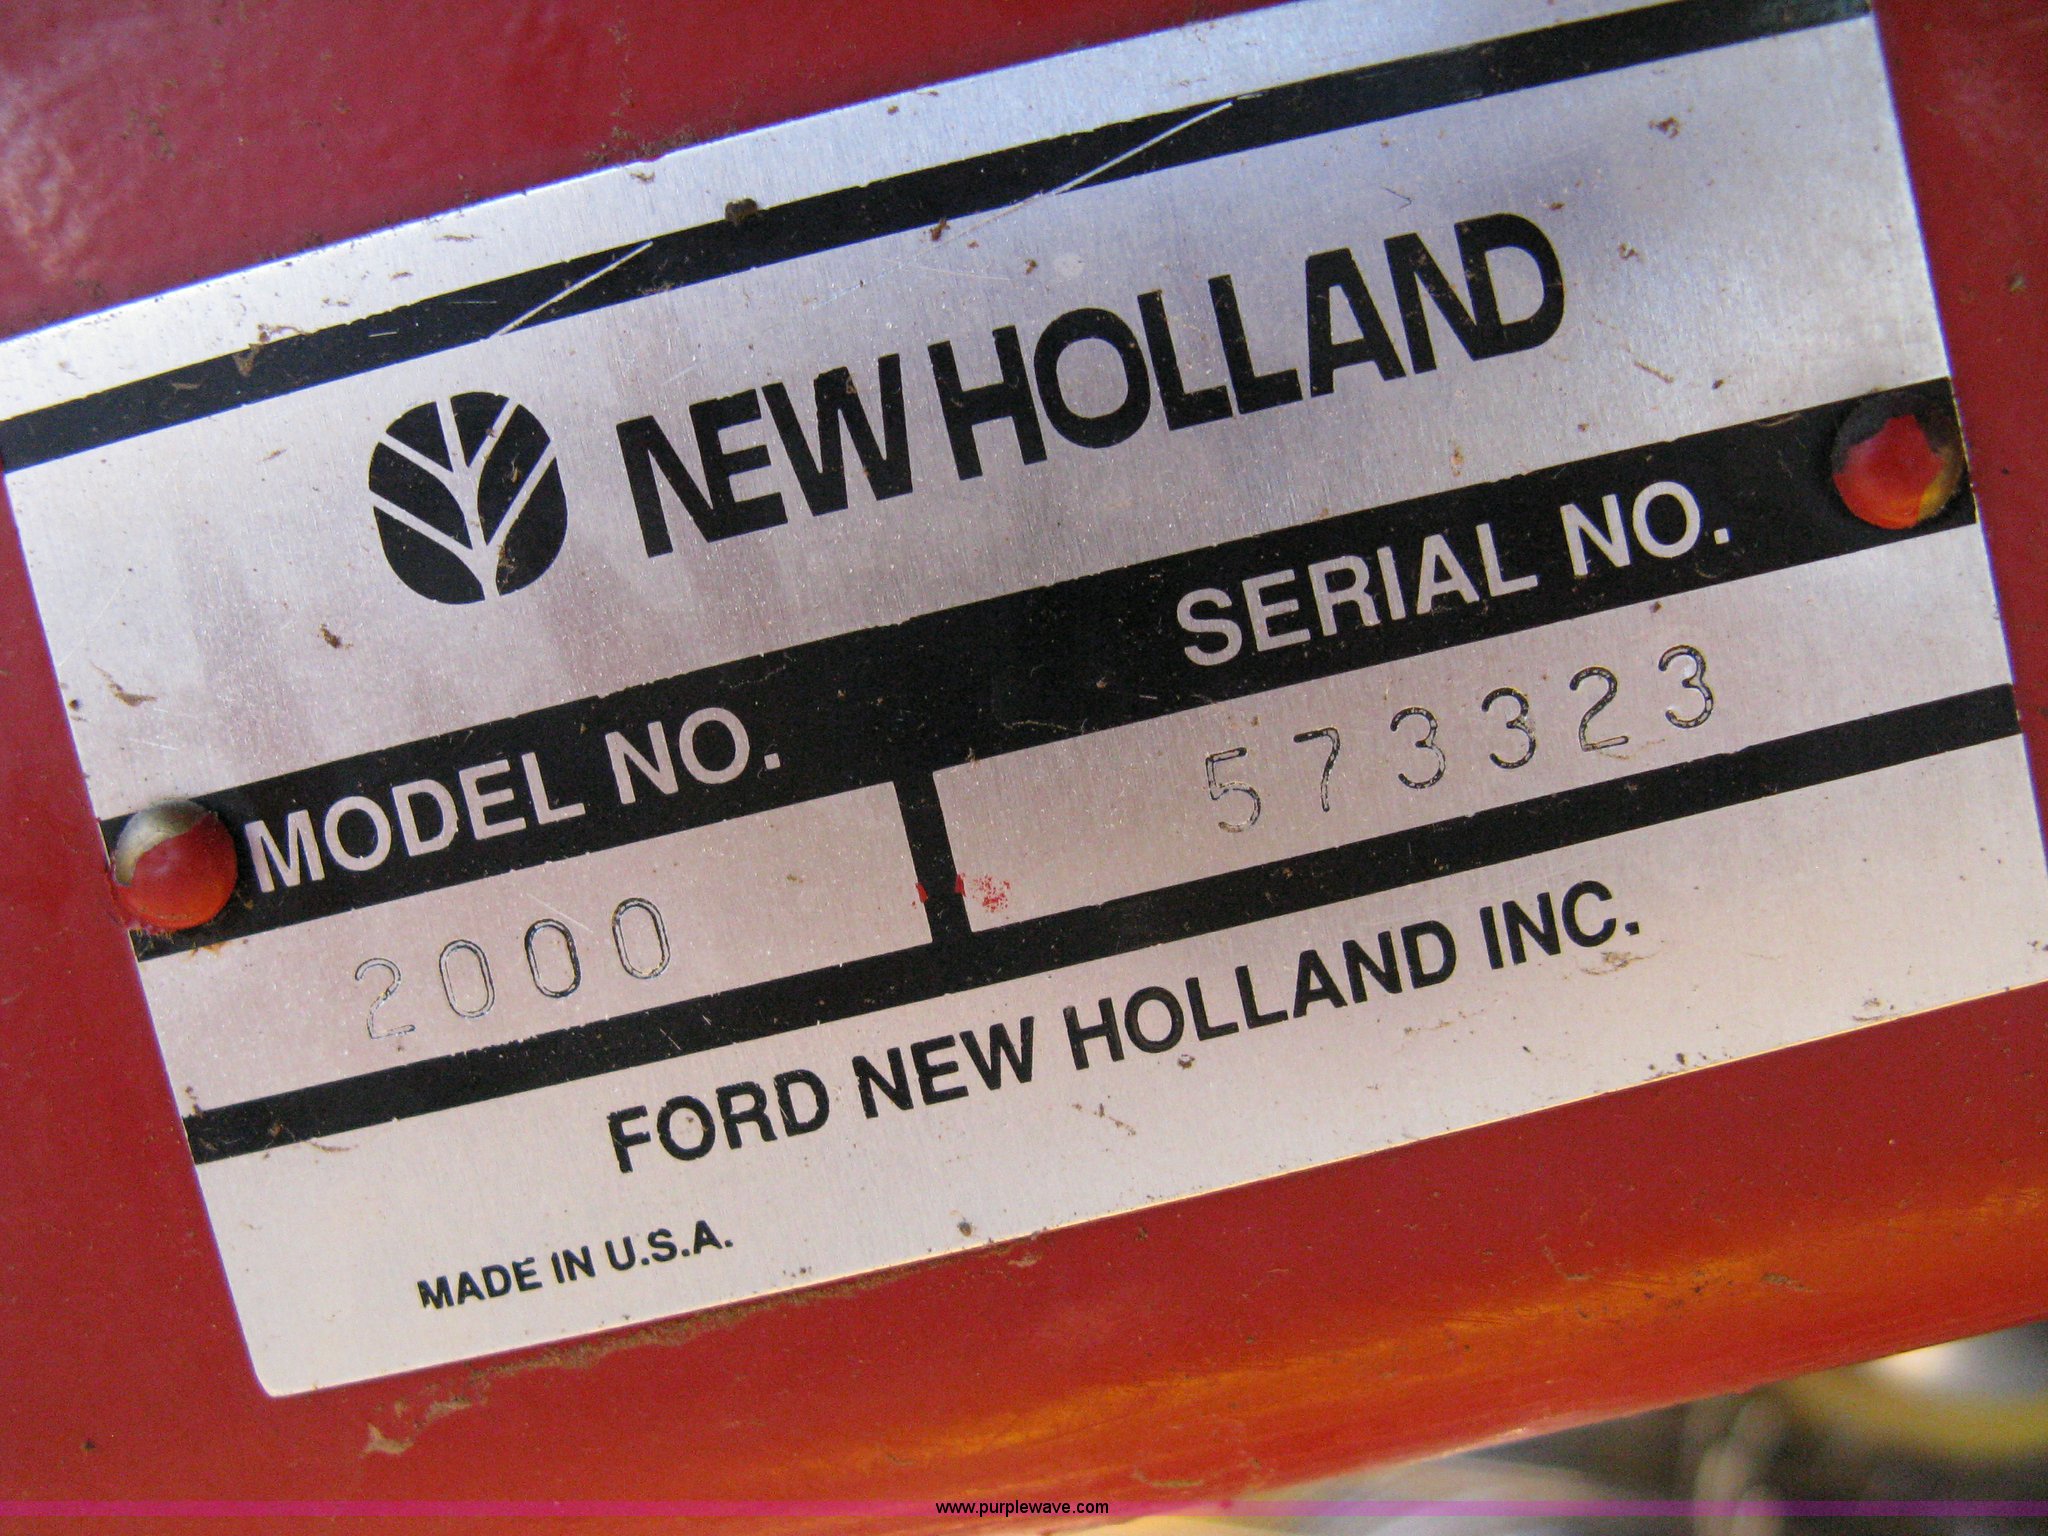 NEW HOLLAND
MODEL NO. SERIAL NO.
2000 573323
FORD NEW HOLLAND INC.
MADE IN U.S.A.
www.purplewave.com